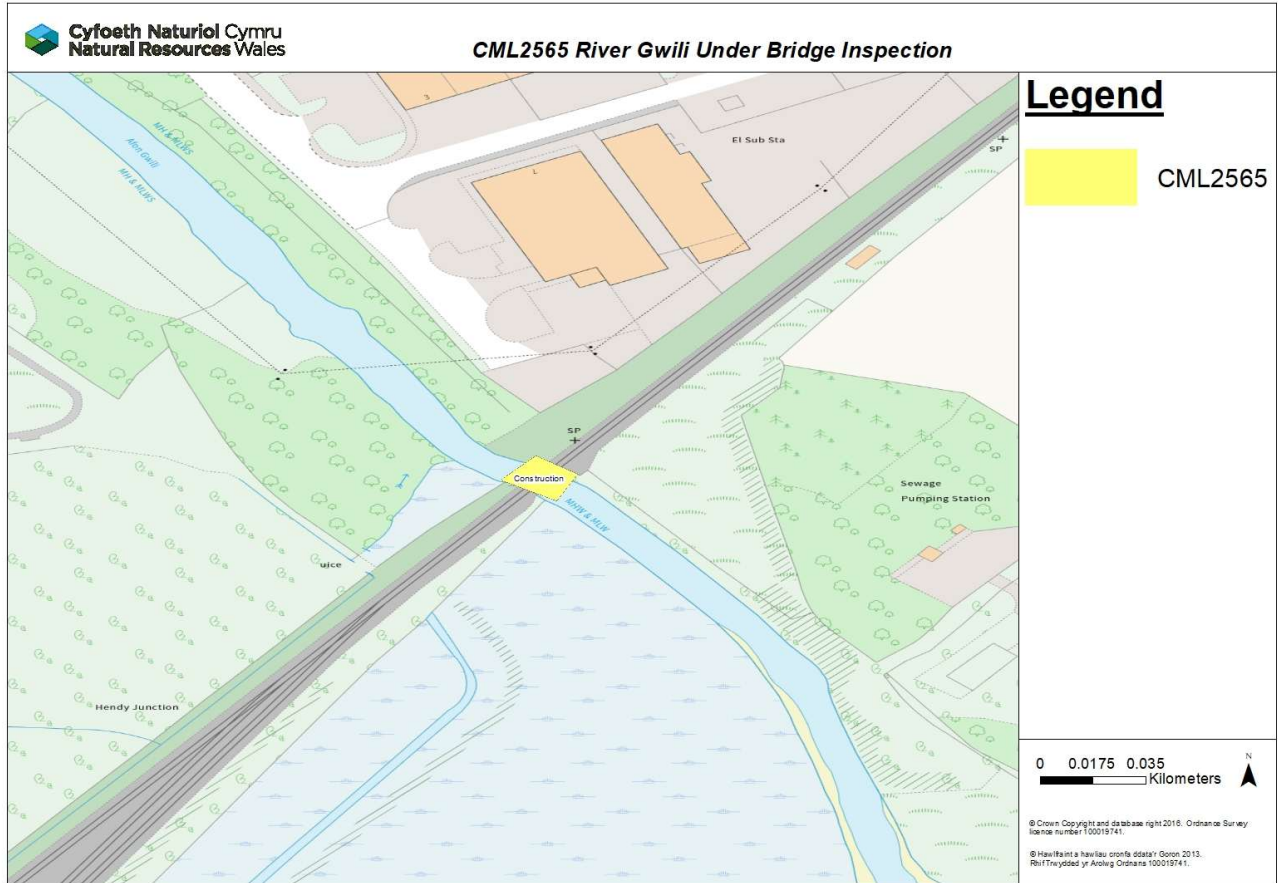 Cyfoeth Naturiol Cymru
Natural Resources Wales
CML2565 River Gwili Under Bridge Inspection
Legend
CML2565
MH & MLWS
Afon Gwili
MH & MLWS
El Sub Sta
SP
1
SP
Construction
MHW & MLW
Sewage
Pumping Station
uice
Hendy Junction
0 0.0175 0.035
Kilometers
N
© Crown Copyright and database right 2016. Ordnance Survey
licence number 100019741.
© Hawlfraint a hawliau cronfa ddata'r Goron 2013.
Rhif Trwydded yr Arolwg Ordnans 100019741.